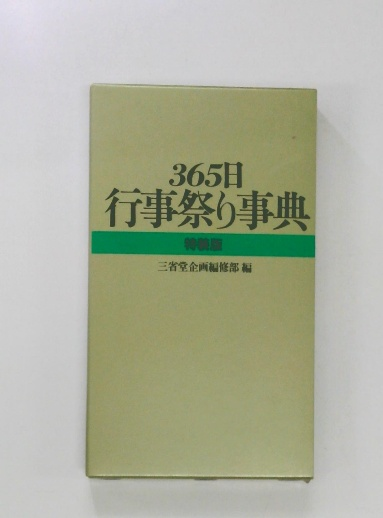 365日
行事祭り事典
特装版
三省堂企画編修部 編